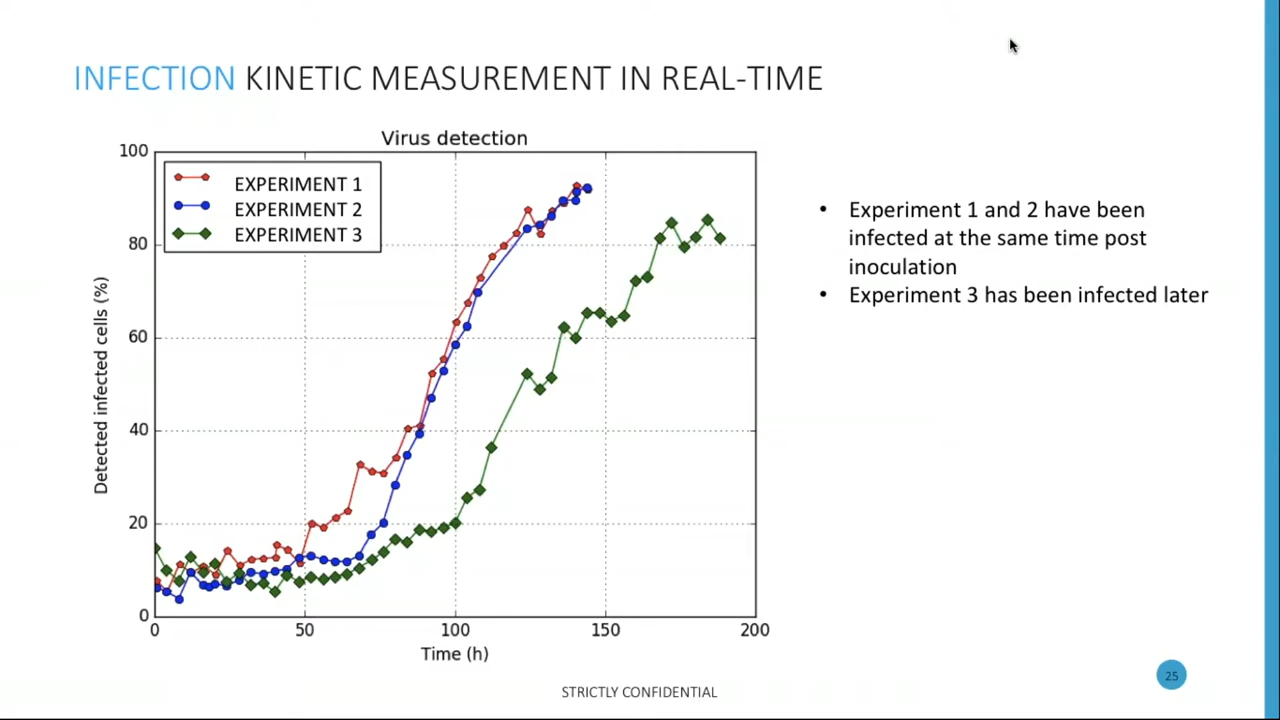 INFECTION KINETIC MEASUREMENT IN REAL-TIME
Virus detection
100
80
60
40
20
0
Detected infected cells (%)
EXPERIMENT 1
EXPERIMENT 2
EXPERIMENT 3
0 50 100 150 200
Time (h)
• Experiment 1 and 2 have been
infected at the same time post
inoculation
• Experiment 3 has been infected later
STRICTLY CONFIDENTIAL
25